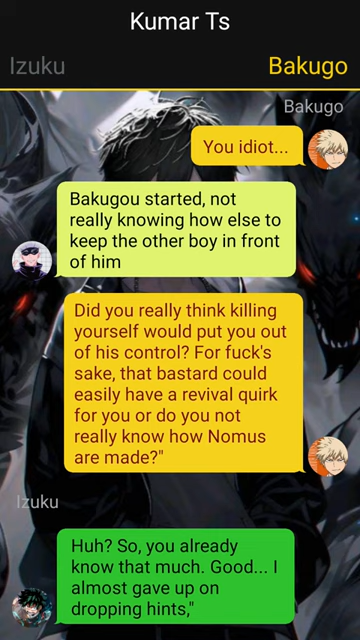 Kumar Ts
Izuku Bakugo
Bakugo
You idiot...
Bakugou started, not
really knowing how else to
keep the other boy in front
of him
Did you really think killing
yourself would put you out
of his control? For fuck's
sake, that bastard could
easily have a revival quirk
for you or do you not
really know how Nomus
are made?"
Izuku
Huh? So, you already
know that much. Good... I
almost gave up on
dropping hints,"